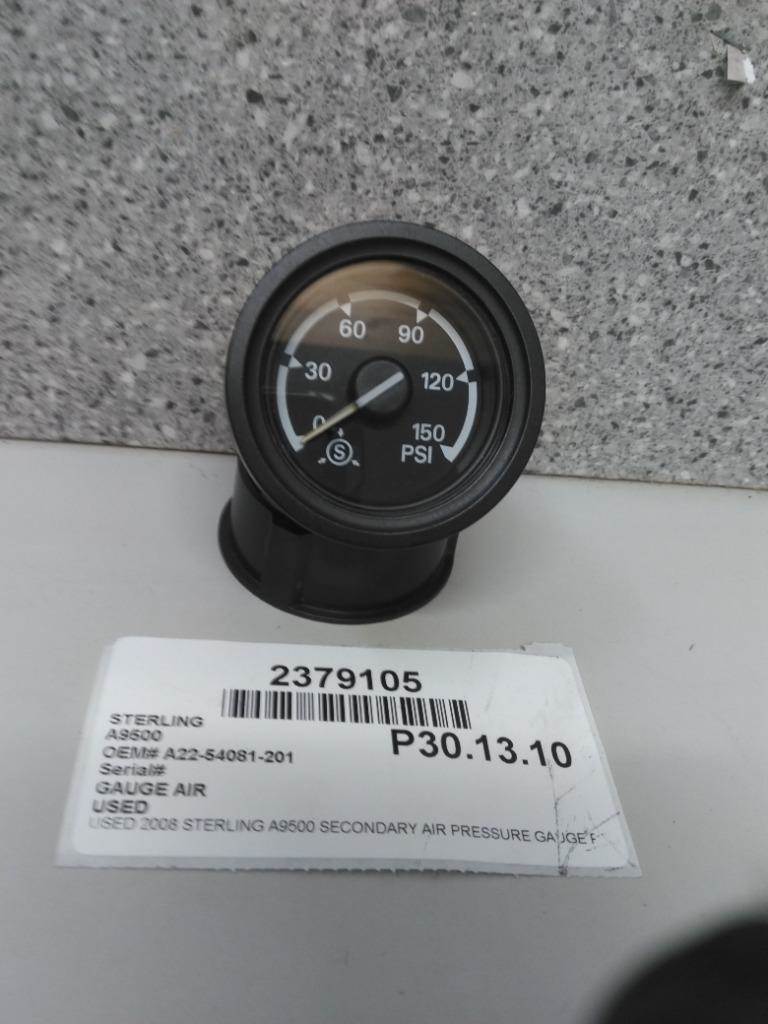 60 90
30 120
0 150
S PSI
2379105
STERLING
A9500
P30.13.10
OEM# A22-54081-201
Serial#
GAUGE AIR
USED
USED 2008 STERLING A9500 SECONDARY AIR PRESSURE GAUGE